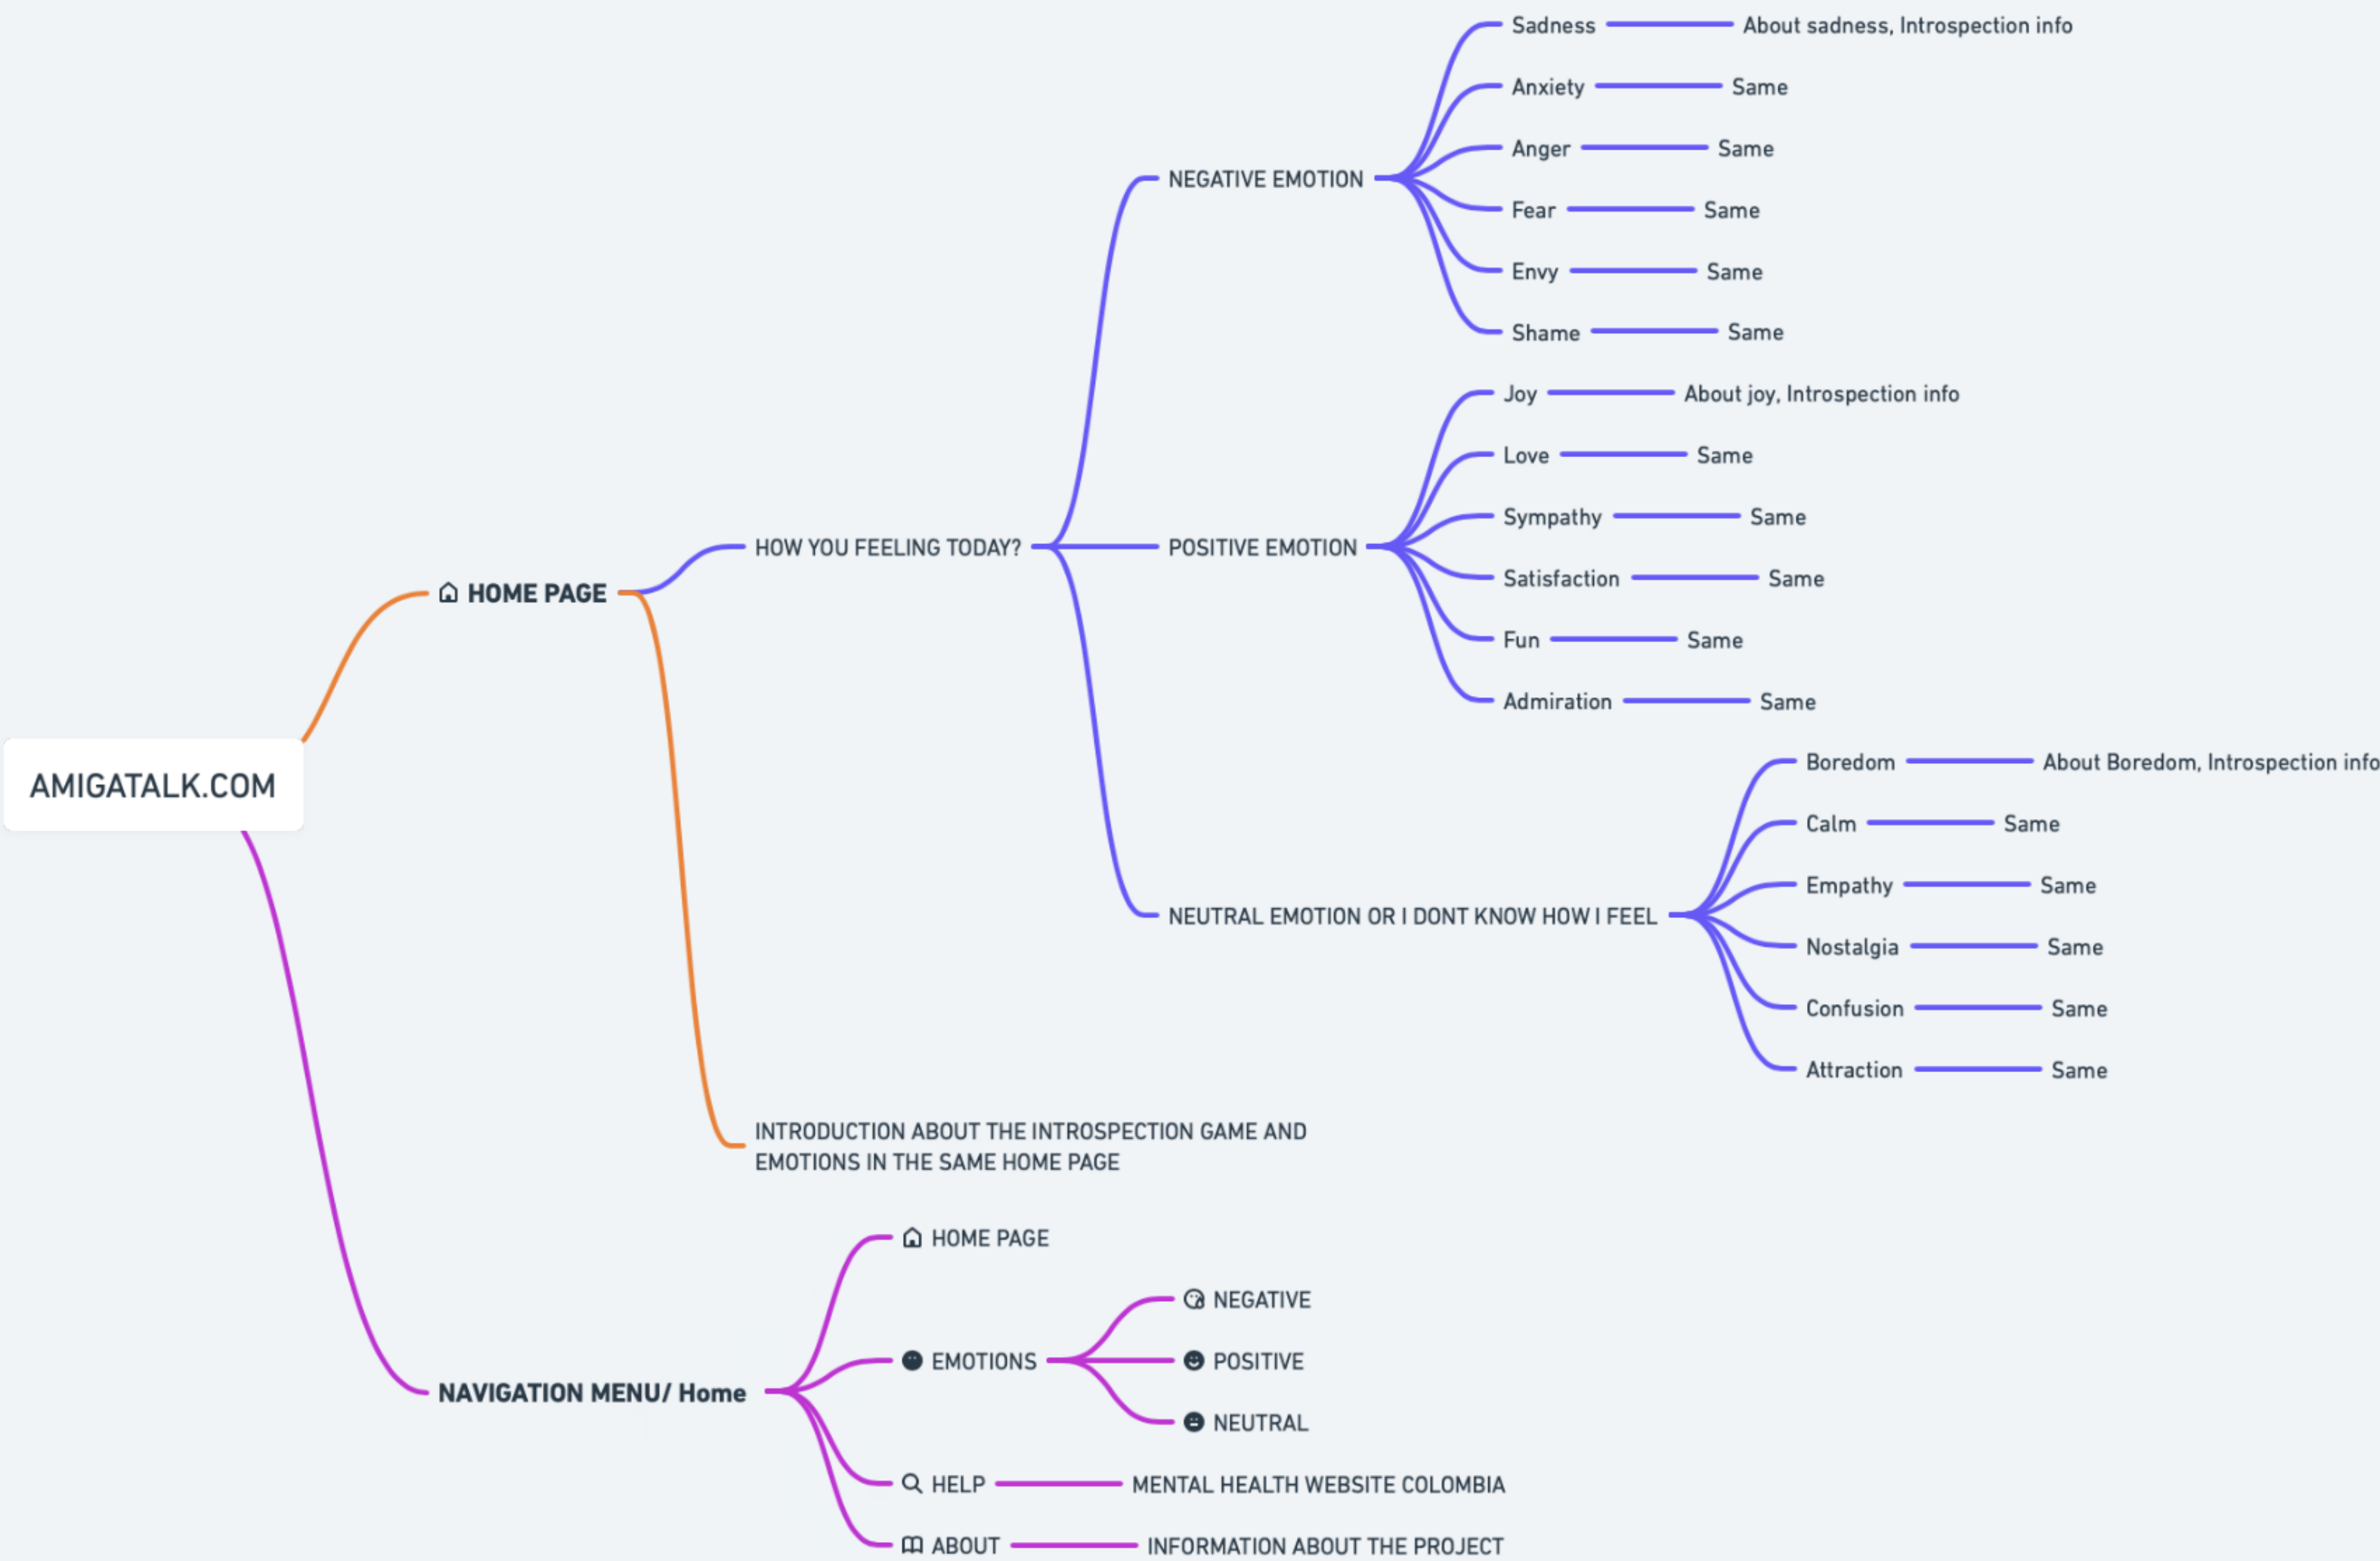 AMIGATALK.COM
HOME PAGE
HOW YOU FEELING TODAY?
NEGATIVE EMOTION
Sadness
About sadness, Introspection info
Anxiety
Same
Anger
Same
Fear
Same
Envy
Same
Shame
Same
POSITIVE EMOTION
Joy
About joy, Introspection info
Love
Same
Sympathy
Same
Satisfaction
Same
Fun
Same
Admiration
Same
NEUTRAL EMOTION OR I DONT KNOW HOW I FEEL
Boredom
About Boredom, Introspection info
Calm
Same
Empathy
Same
Nostalgia
Same
Confusion
Same
Attraction
Same
INTRODUCTION ABOUT THE INTROSPECTION GAME AND
EMOTIONS IN THE SAME HOME PAGE
NAVIGATION MENU/ Home
HOME PAGE
EMOTIONS
NEGATIVE
POSITIVE
NEUTRAL
HELP
MENTAL HEALTH WEBSITE COLOMBIA
ABOUT
INFORMATION ABOUT THE PROJECT